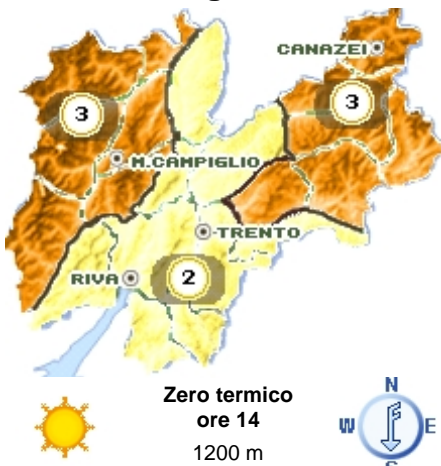 CANAZEI
3
3
M.CAMPIGLIO
TRENTO
RIVA
2
Zero termico
ore 14
1200 m
N
W E
S